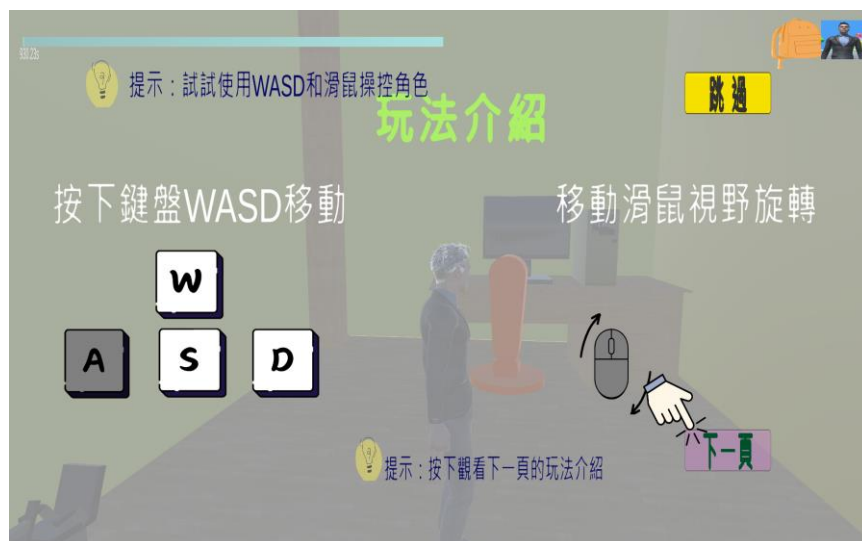 930.23s
提示：試試使用WASD和滑鼠操控角色
跳過
玩法介紹
按下鍵盤WASD移動
移動滑鼠視野旋轉
W
A S D
下一頁
提示：按下觀看下一頁的玩法介紹